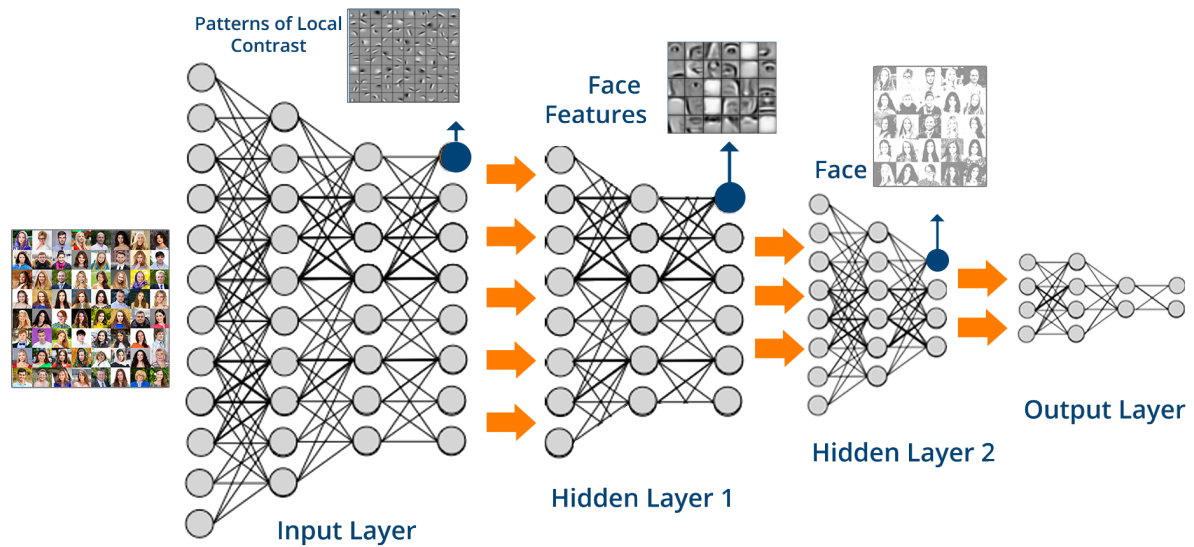 Patterns of Local
Contrast
Face
Features
Face
Input Layer
Hidden Layer 1
Hidden Layer 2
Output Layer